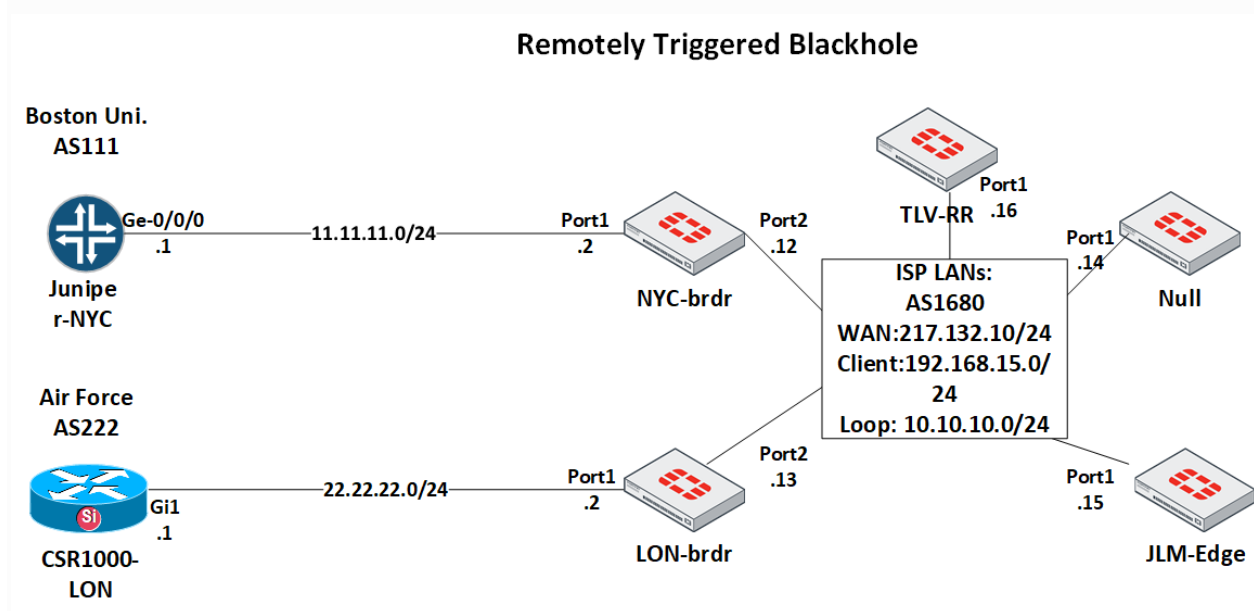 Remotely Triggered Blackhole
Boston Uni.
AS111
Ge-0/0/0
.1
Junipe
r-NYC
11.11.11.0/24
Port1
.2
NYC-brdr
Port2
.12
TLV-RR
Port1
.16
Port1
.14
Null
ISP LANs:
AS1680
WAN:217.132.10/24
Client:192.168.15.0/
24
Loop: 10.10.10.0/24
Air Force
AS222
Si
Gi1
.1
CSR1000-
LON
22.22.22.0/24
Port1
.2
LON-brdr
Port2
.13
Port1
.15
JLM-Edge